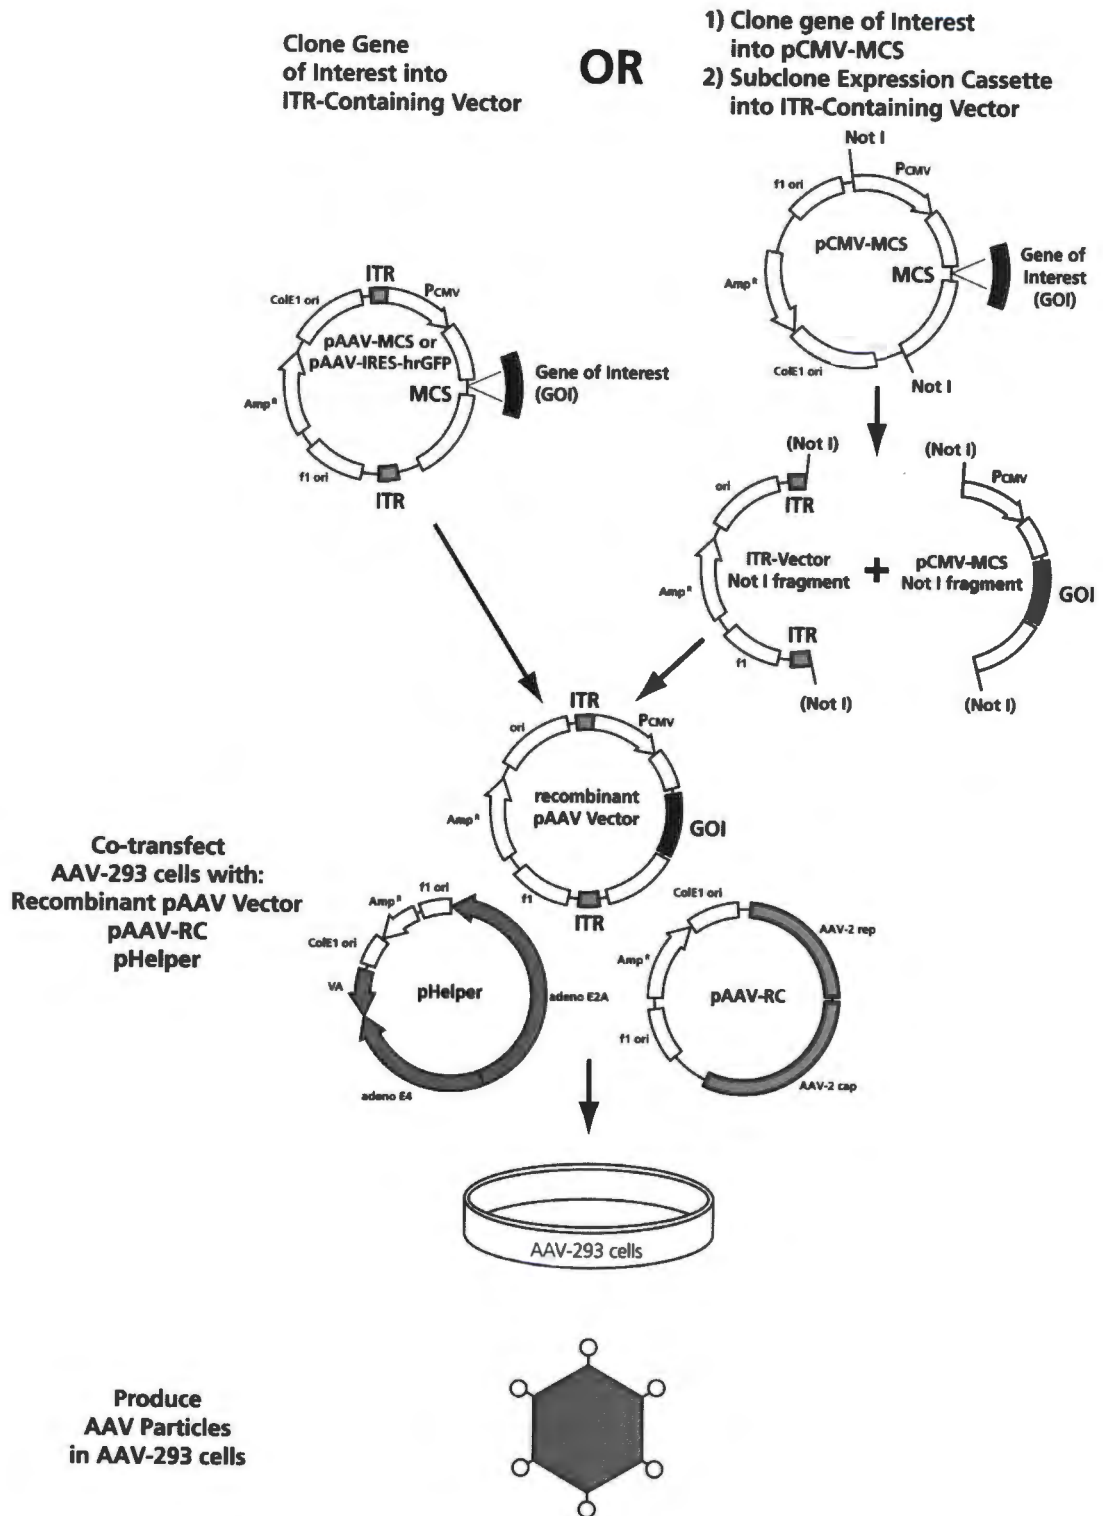 Clone Gene
of Interest into
ITR-Containing Vector
OR
1) Clone gene of Interest
into pCMV-MCS
2) Subclone Expression Cassette
into ITR-Containing Vector
Not I
PCMV
f1 ori
pCMV-MCS
MCS
Gene of
Interest
(GOI)
Amp R
ColE1 ori
Not I
ITR
PCMV
ColE1 ori
pAAV-MCS or
pAAV-IRES-hrGFP
MCS
Gene of Interest
(GOI)
Amp R
f1 ori
ITR
(Not I)
ori
ITR
ITR-Vector
Not I fragment
Amp R
ITR
f1
(Not I)
+
(Not I)
PCMV
pCMV-MCS
Not I fragment
GOI
(Not I)
ITR
PCMV
ori
recombinant
pAAV Vector
Amp R
GOI
f1
ITR
Co-transfect
AAV-293 cells with:
Recombinant pAAV Vector
pAAV-RC
pHelper
f1 ori
Amp R
ColE1 ori
VA
pHelper
adeno E2A
adeno E4
ColE1 ori
AAV-2 rep
Amp R
pAAV-RC
f1 ori
AAV-2 cap
AAV-293 cells
Produce
AAV Particles
in AAV-293 cells